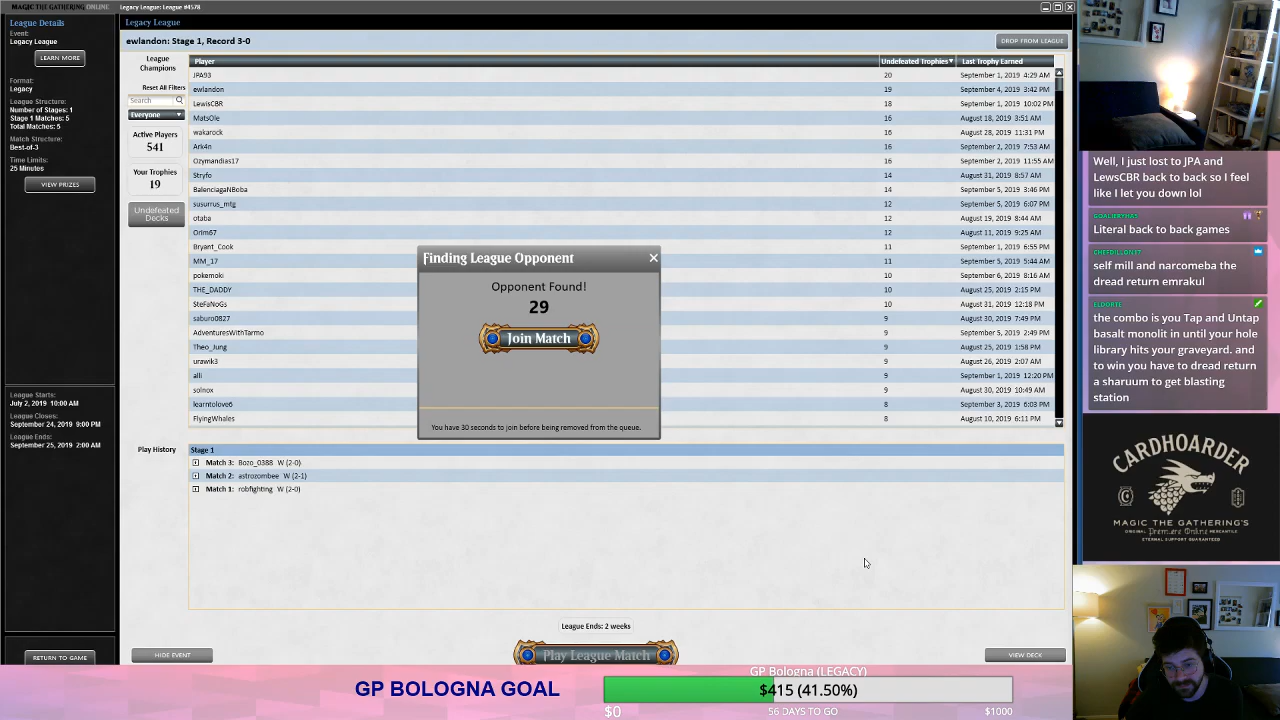 MAGIC THE GATHERING ONLINE
Legacy League: League #4578
League Details
Event:
Legacy League
LEARN MORE
Format:
Legacy
League Structure:
Number of Stages: 1
Stage 1 Matches: 5
Total Matches: 5
Match Structure:
Best-of-3
Time Limits:
25 Minutes
VIEW PRIZES
League Starts:
July 2, 2019 10:00 AM
League Closes:
September 24, 2019 9:00 PM
League Ends:
September 25, 2019 2:00 AM
RETURN TO GAME
Legacy League
ewlandon: Stage 1, Record 3-0
DROP FROM LEAGUE
League Champions
Reset All Filters
Search
Everyone
Active Players
541
Your Trophies
19
Undefeated Decks
Player Undefeated Trophies Last Trophy Earned
JPA93 20 September 1, 2019 4:29 AM
ewlandon 19 September 4, 2019 3:42 PM
LewisCBR 18 September 1, 2019 10:02 PM
MatsOle 16 August 18, 2019 3:51 AM
wakarock 16 August 28, 2019 11:31 PM
Ark4n 16 September 2, 2019 7:53 AM
Ozymandias17 16 September 2, 2019 11:55 AM
Stryfo 14 August 31, 2019 8:57 AM
BalenciagaNBoba 14 September 5, 2019 3:46 PM
susurrus_mtg 12 September 5, 2019 6:07 PM
otaba 12 August 19, 2019 8:44 AM
Orim67 12 August 11, 2019 9:25 AM
Bryant_Cook 11 September 1, 2019 6:55 PM
MM_17 11 September 5, 2019 5:44 AM
pokemoki 10 September 6, 2019 8:16 AM
THE_DADDY 10 August 25, 2019 2:15 PM
SteFaNoGs 10 August 31, 2019 12:18 PM
saburo0827 9 August 30, 2019 7:49 PM
AdventuresWithTarmo 9 September 5, 2019 2:49 PM
Theo_Jung 9 August 25, 2019 1:58 PM
urawik3 9 August 26, 2019 2:07 AM
alli 9 September 1, 2019 12:20 PM
solnox 9 August 30, 2019 10:49 AM
learntolove6 8 September 3, 2019 6:03 PM
FlyingWhales 8 August 10, 2019 6:11 PM
Finding League Opponent
Opponent Found!
29
Join Match
You have 30 seconds to join before being removed from the queue.
Play History
Stage 1
Match 3: Bozo_0388 W (2-0)
Match 2: astrozombee W (2-1)
Match 1: robfighting W (2-0)
League Ends: 2 weeks
HIDE EVENT
Play League Match
VIEW DECK
Well, I just lost to JPA and
LewsCBR back to back so I feel
like I let you down lol
GOALIERYHAS
Literal back to back games
CHEFDILLON37
self mill and narcomeba the
dread return emrakul
ELDORTE
the combo is you Tap and Untap
basalt monolit in until your hole
library hits your graveyard. and
to win you have to dread return
a sharuum to get blasting
station
CARDHOARDER
MAGIC THE GATHERING'S
ORIGINAL Premiere Online MERCANTILE
ETERNAL SUPPORT GUARANTEED
GP BOLOGNA GOAL
GP Bologna (LEGACY)
$415 (41.50%)
$0
56 DAYS TO GO
$1000